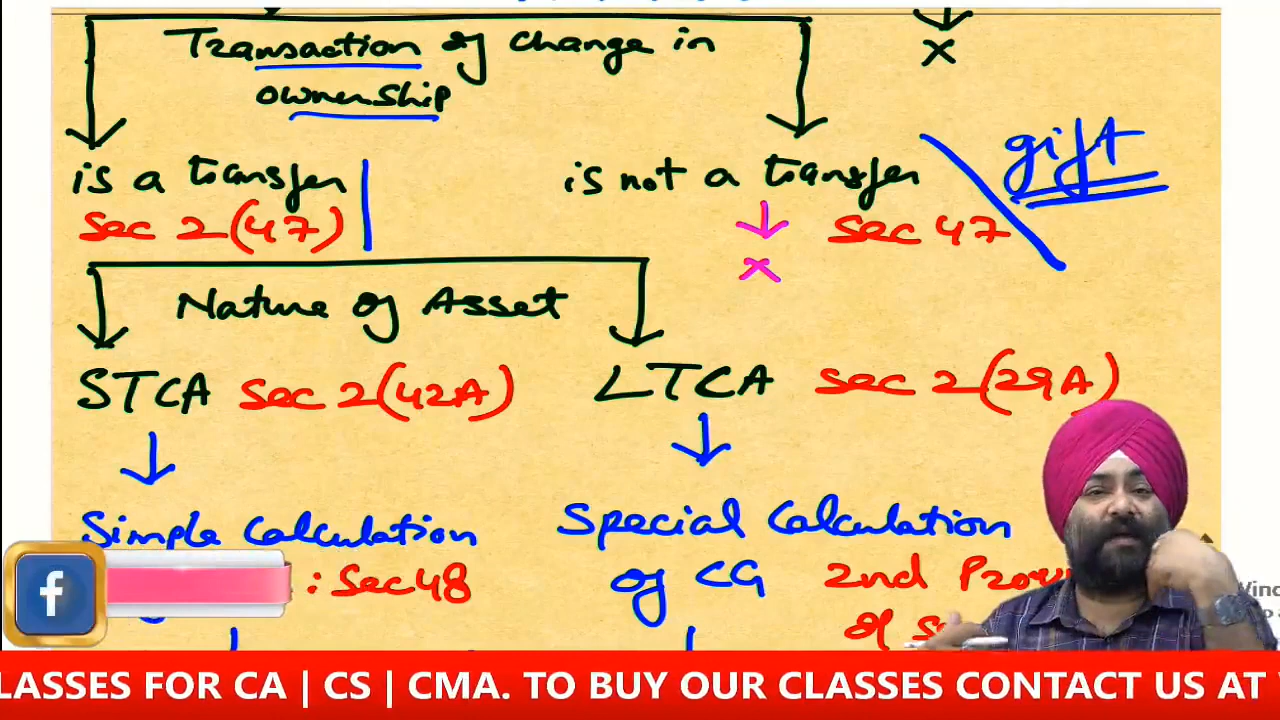 Transaction of change in
ownership
x
gift
is a transfer
is not a transfer
Sec 2(47)
Sec 47
x
Nature of Asset
STCA Sec 2(42A)
LTCA Sec 2(29A)
Simple Calculation
Special Calculation
: Sec 48
of CG
2nd
of
f
LASSES FOR CA | CS | CMA. TO BUY OUR CLASSES CONTACT US AT